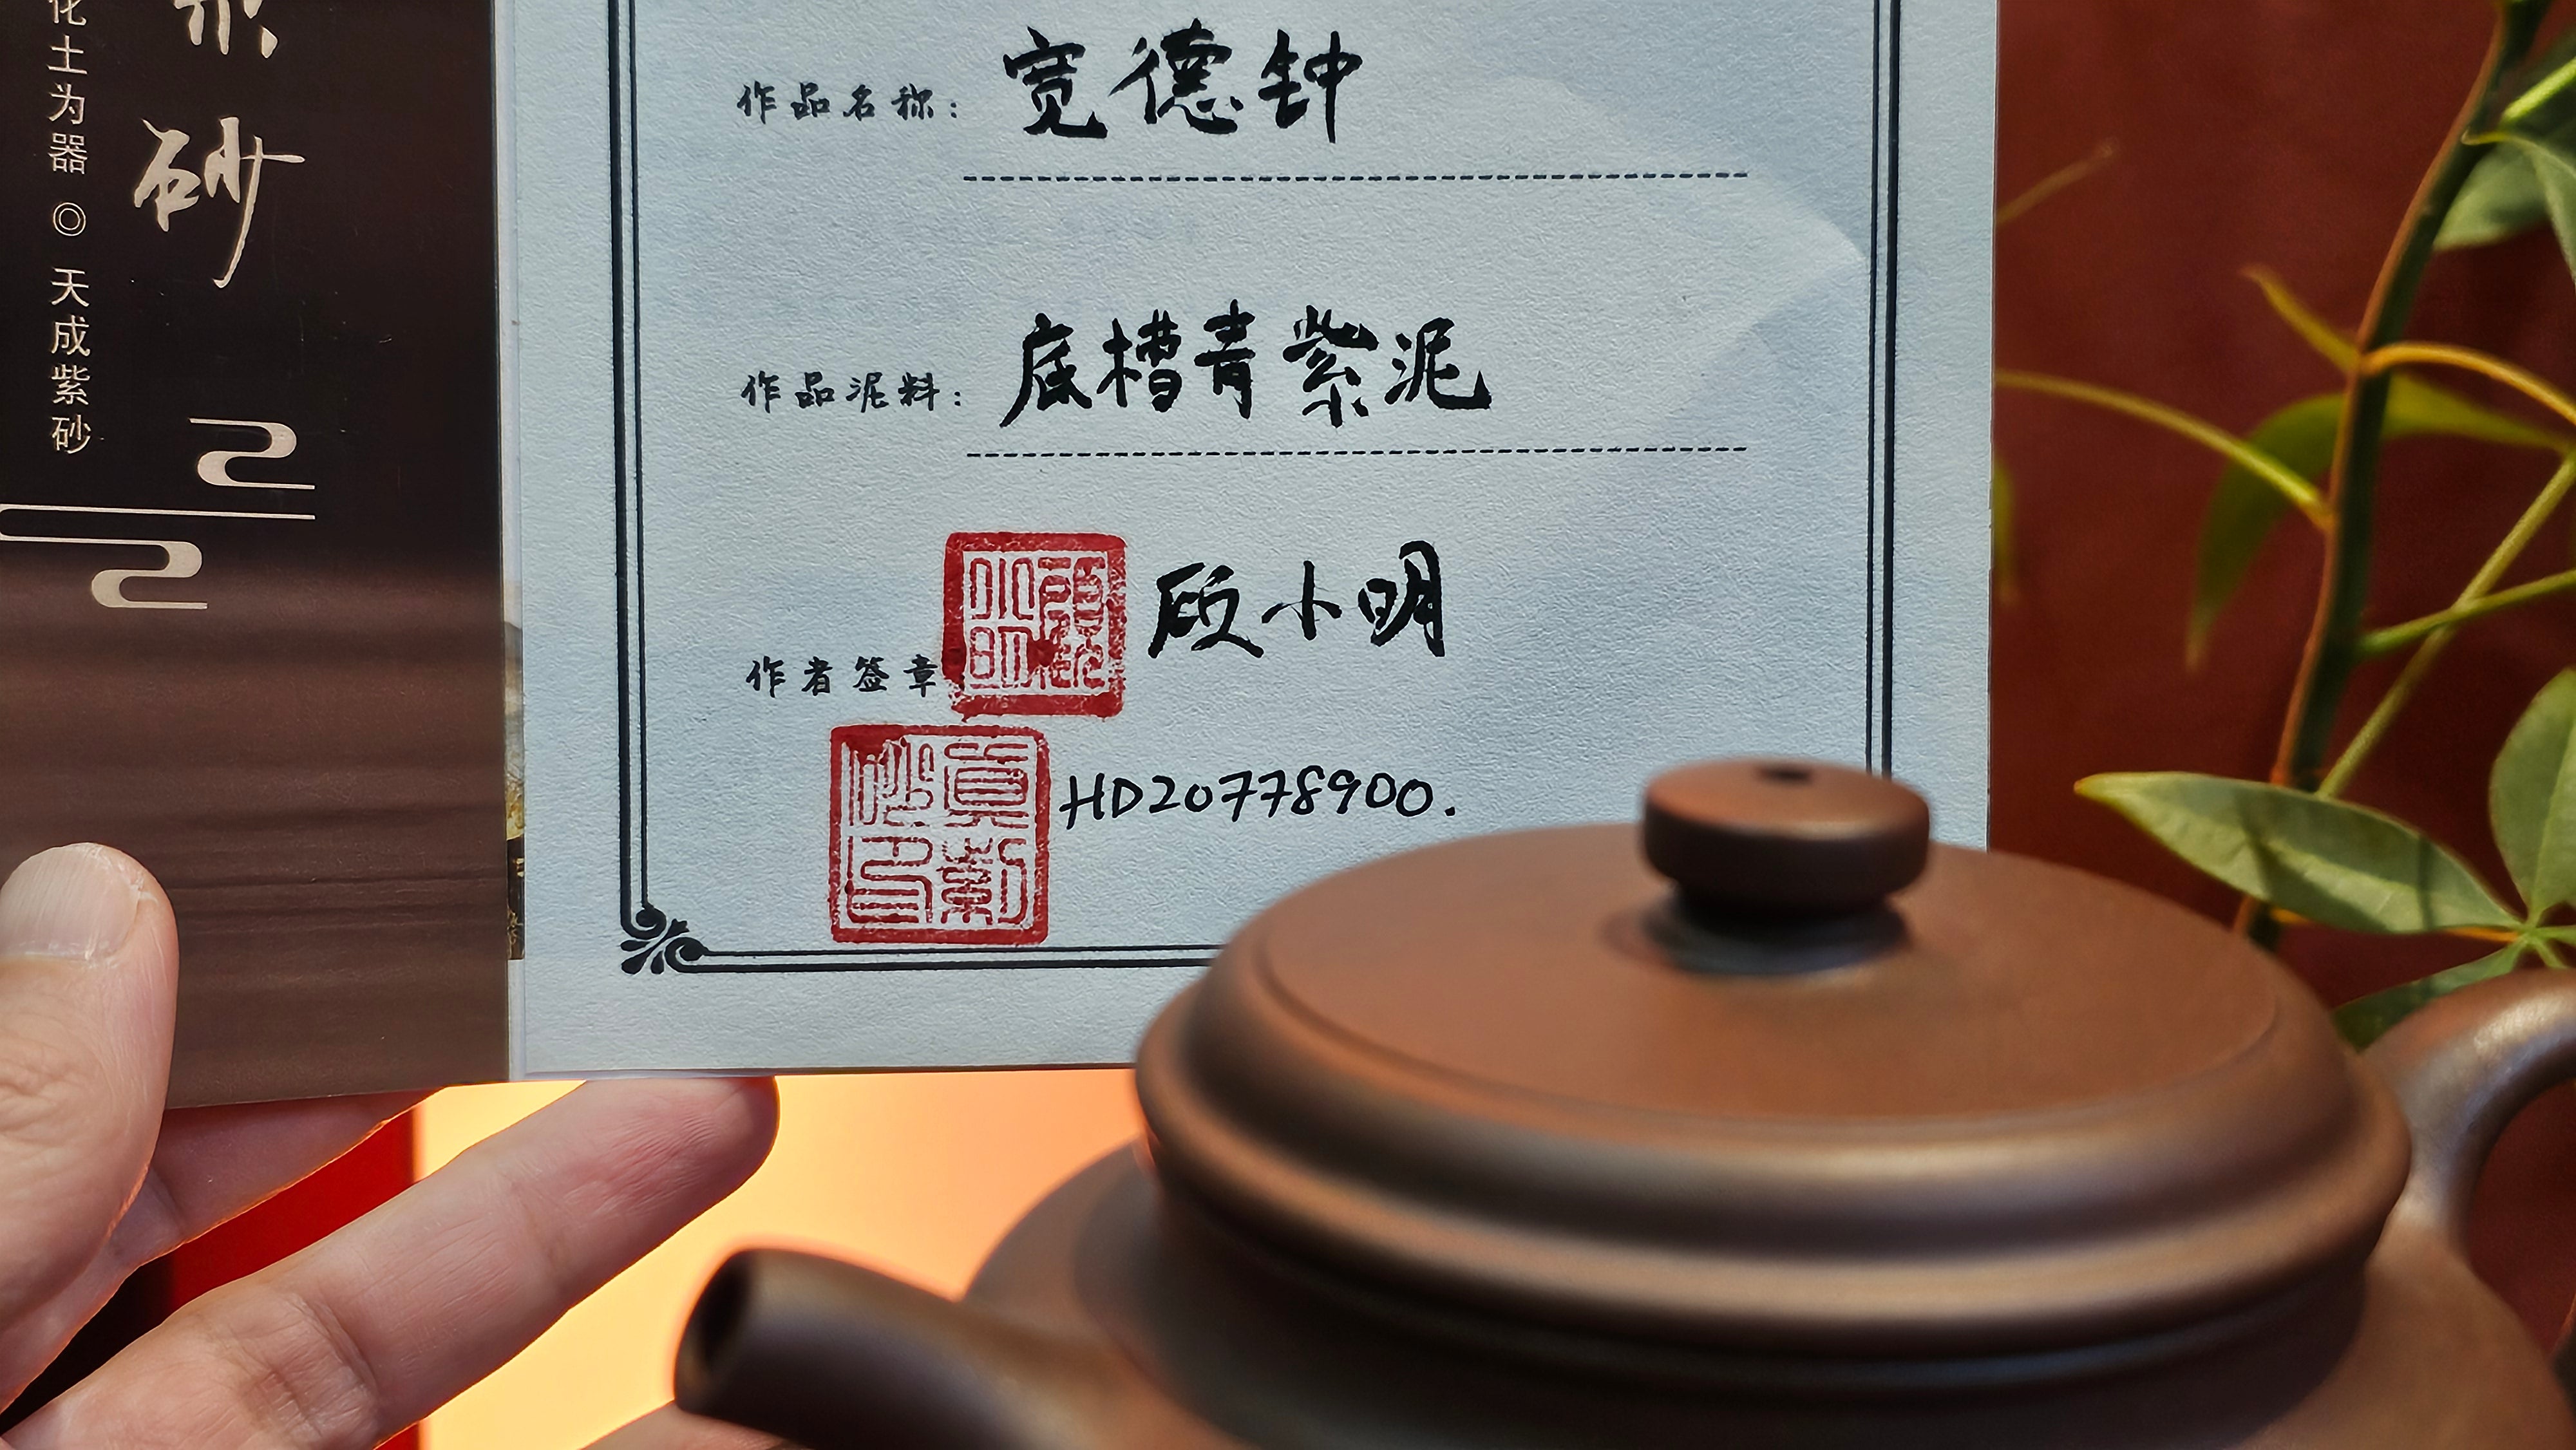 砂
化土为器 ◎ 天成紫砂
作品名称: 宽德钟
作品泥料: 底槽青紫泥
作者签章 段小明
HD20778900.